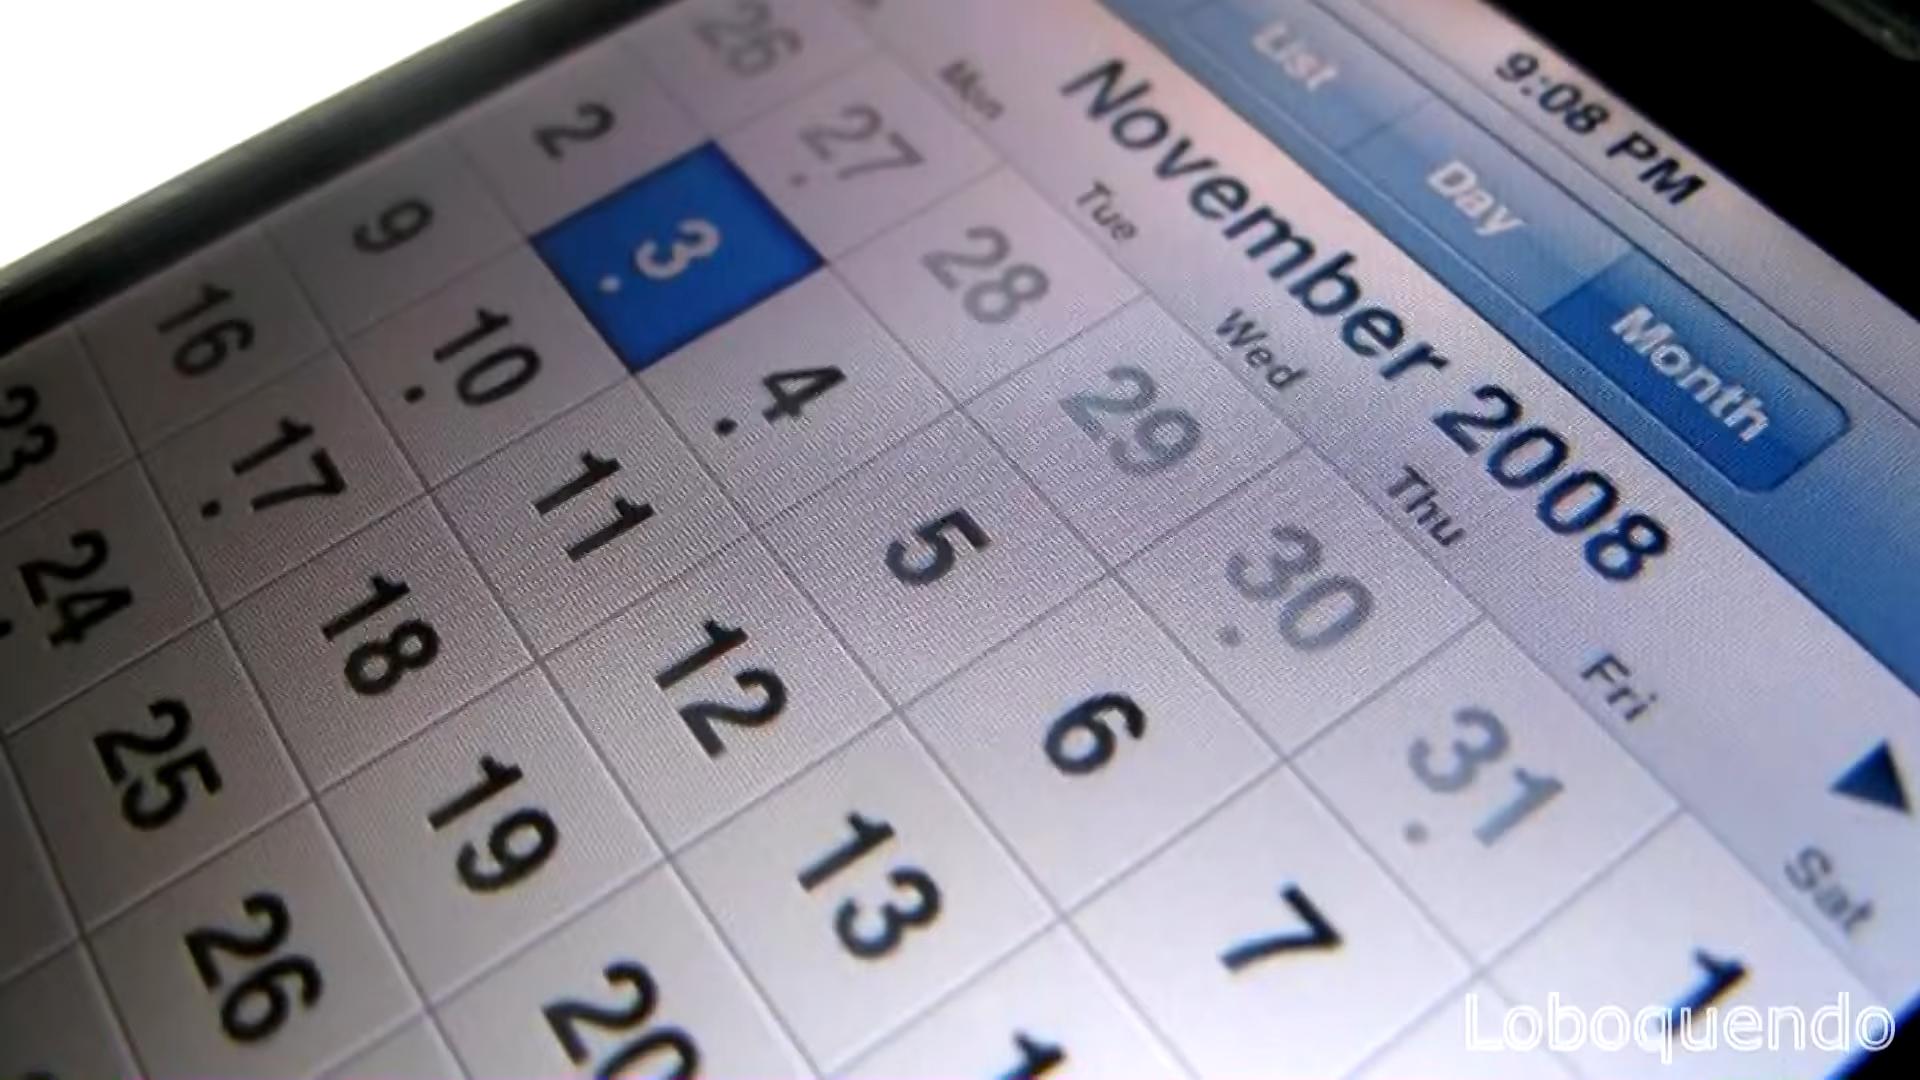 9:08 PM
List Day Month
November 2008
Mon Tue Wed Thu Fri Sat
26 27 28 29 30 31 1
2 3 4 5 6 7
9 10 11 12 13
16 17 18 19 20
23 24 25 26
Loboquendo